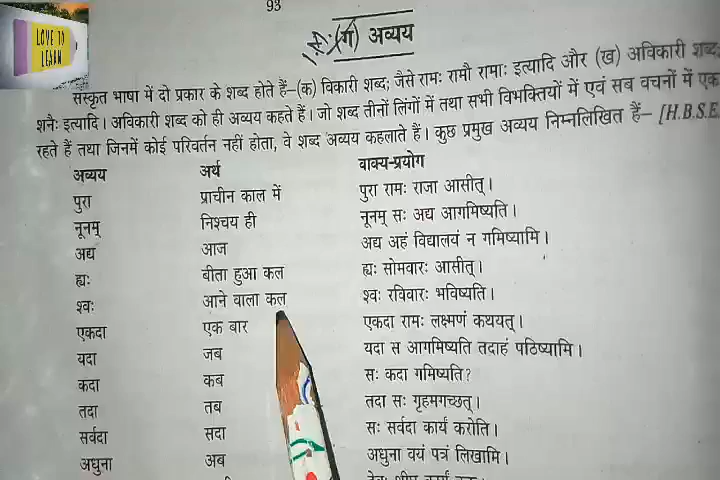 93
LOVE TO
LEARN
(ग) अव्यय
संस्कृत भाषा में दो प्रकार के शब्द होते हैं–(क) विकारी शब्द; जैसे रामः रामौ रामाः इत्यादि और (ख) अविकारी शब्द;
शनैः इत्यादि। अविकारी शब्द को ही अव्यय कहते हैं। जो शब्द तीनों लिंगों में तथा सभी विभक्तियों में एवं सब वचनों में एक
रहते हैं तथा जिनमें कोई परिवर्तन नहीं होता, वे शब्द अव्यय कहलाते हैं। कुछ प्रमुख अव्यय निम्नलिखित हैं– [H.B.S.E.
अव्यय अर्थ वाक्य-प्रयोग
पुरा प्राचीन काल में पुरा रामः राजा आसीत्।
नूनम् निश्चय ही नूनम् सः अद्य आगमिष्यति।
अद्य आज अद्य अहं विद्यालयं न गमिष्यामि।
ह्यः बीता हुआ कल ह्यः सोमवारः आसीत्।
श्वः आने वाला कल श्वः रविवारः भविष्यति।
एकदा एक बार एकदा रामः लक्ष्मणं कथयत्।
यदा जब यदा स आगमिष्यति तदाहं पठिष्यामि।
कदा कब सः कदा गमिष्यति?
तदा तब तदा सः गृहमगच्छत्।
सर्वदा सदा सः सर्वदा कार्यं करोति।
अधुना अब अधुना वयं पत्रं लिखामि।